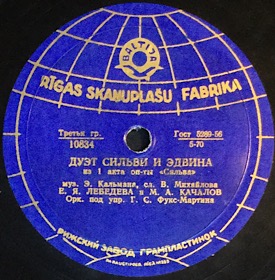 BALTIJA
RĪGAS SKAŅUPLAŠU FABRIKA
Третья гр.
10834
Гост 5289-56
5-70
ДУЭТ СИЛЬВИ И ЭДВИНА
из 1 акта оп-ты «Сильва»
муз. Э. Кальмана, сл. В. Михайлова
Е. Я. ЛЕБЕДЕВА и М. А. КАЧАЛОВ
Орк. под упр. Г. С. Фукс-Мартина
РИЖСКИЙ ЗАВОД ГРАМПЛАСТИНОК